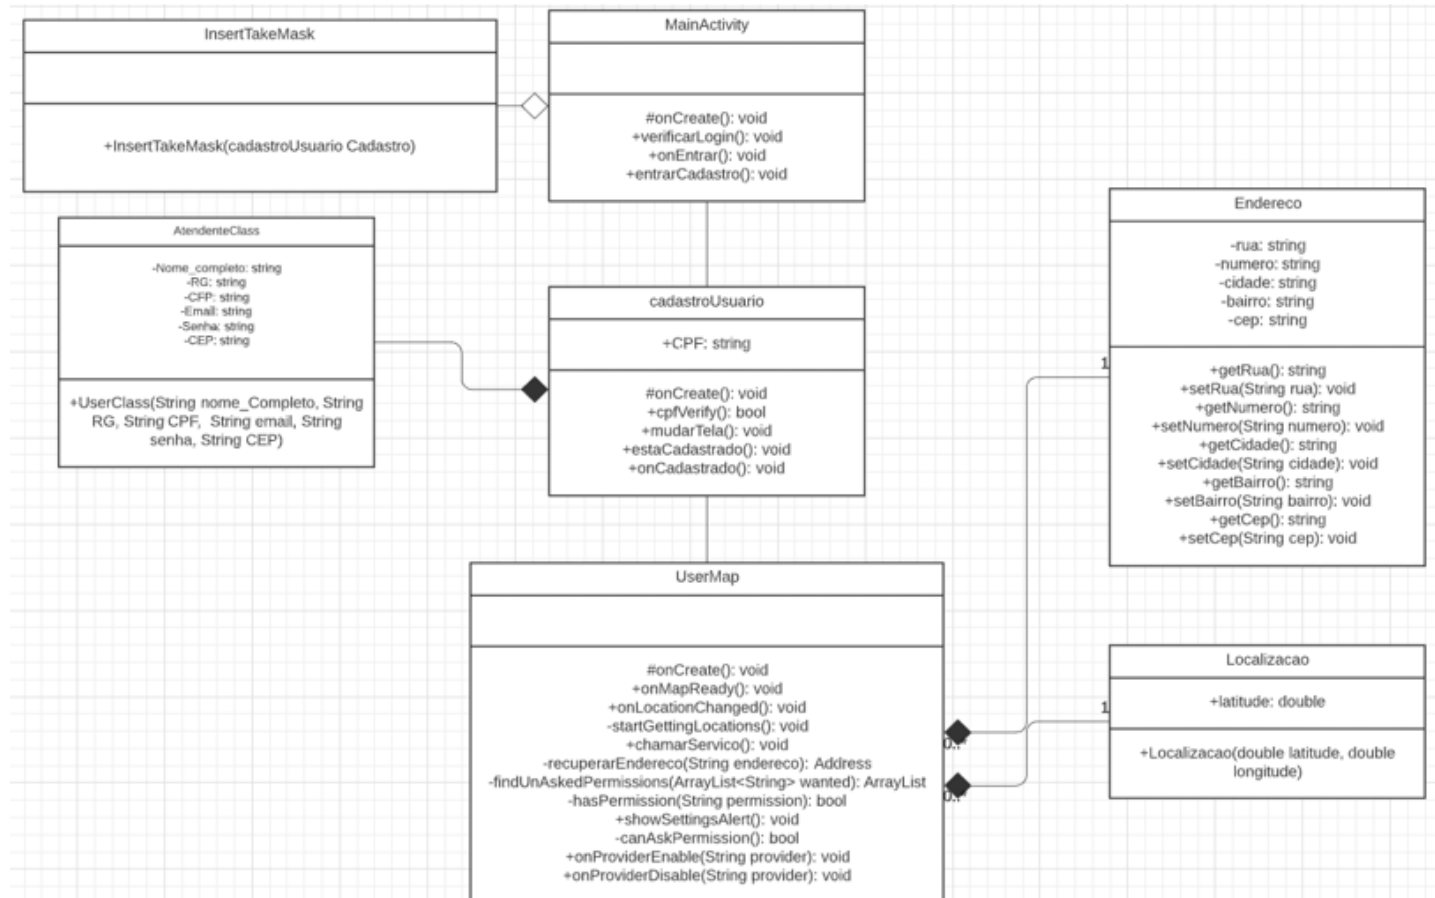 InsertTakeMask
+InsertTakeMask(cadastroUsuario Cadastro)
MainActivity
#onCreate(): void
+verificarLogin(): void
+onEntrar(): void
+entrarCadastro(): void
AtendenteClass
-Nome_completo: string
-RG: string
-CFP: string
-Email: string
-Senha: string
-CEP: string
+UserClass(String nome_Completo, String
RG, String CPF, String email, String
senha, String CEP)
cadastroUsuario
+CPF: string
#onCreate(): void
+cpfVerify(): bool
+mudarTela(): void
+estaCadastrado(): void
+onCadastrado(): void
Endereco
-rua: string
-numero: string
-cidade: string
-bairro: string
-cep: string
+getRua(): string
+setRua(String rua): void
+getNumero(): string
+setNumero(String numero): void
+getCidade(): string
+setCidade(String cidade): void
+getBairro(): string
+setBairro(String bairro): void
+getCep(): string
+setCep(String cep): void
1
UserMap
#onCreate(): void
+onMapReady(): void
+onLocationChanged(): void
-startGettingLocations(): void
+chamarServico(): void
-recuperarEndereco(String endereco): Address
-findUnAskedPermissions(ArrayList<String> wanted): ArrayList
-hasPermission(String permission): bool
+showSettingsAlert(): void
-canAskPermission(): bool
+onProviderEnable(String provider): void
+onProviderDisable(String provider): void
0..*
0..*
1
Localizacao
+latitude: double
+Localizacao(double latitude, double
longitude)